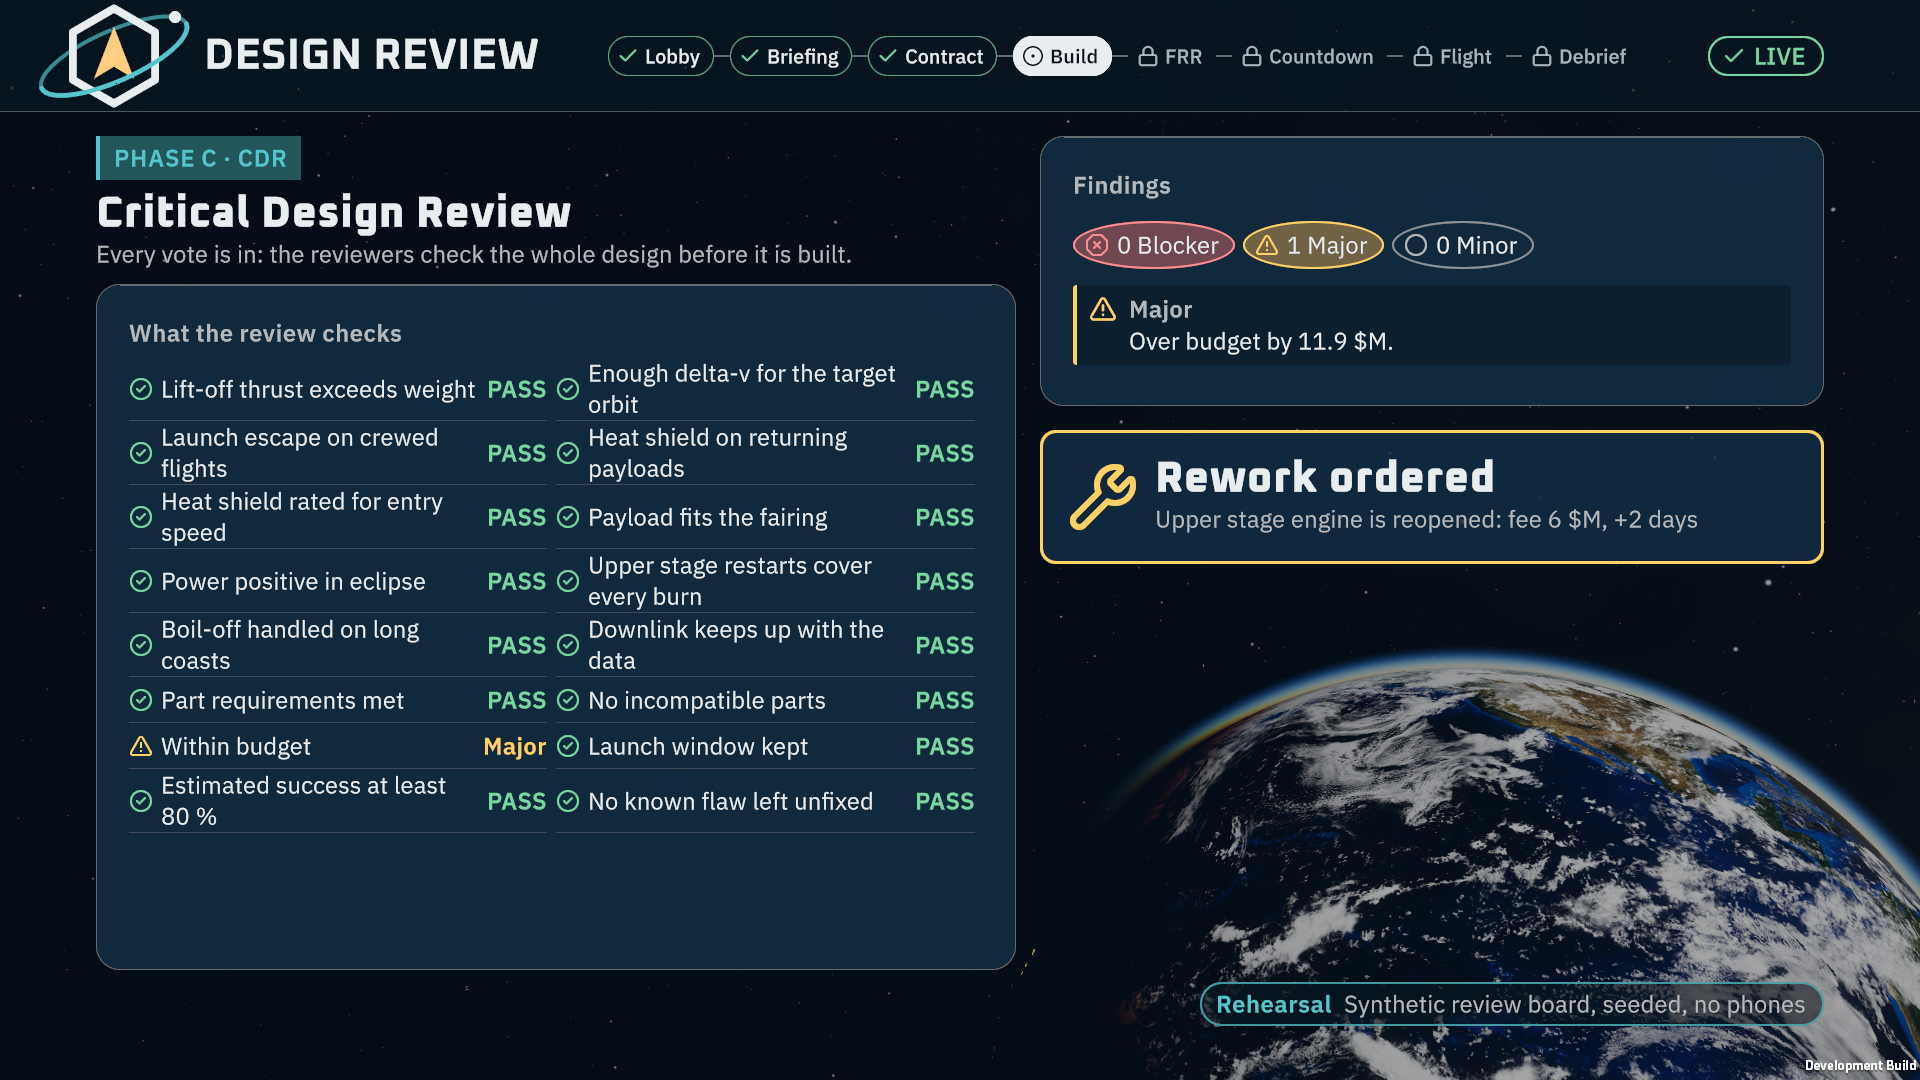 DESIGN REVIEW
Lobby
Briefing
Contract
Build
FRR
Countdown
Flight
Debrief
LIVE
PHASE C · CDR
Critical Design Review
Every vote is in: the reviewers check the whole design before it is built.
What the review checks
Lift-off thrust exceeds weight PASS
Enough delta-v for the target
orbit
PASS
Launch escape on crewed
flights
PASS
Heat shield on returning
payloads
PASS
Heat shield rated for entry
speed
PASS
Payload fits the fairing PASS
Power positive in eclipse PASS
Upper stage restarts cover
every burn
PASS
Boil-off handled on long
coasts
PASS
Downlink keeps up with the
data
PASS
Part requirements met PASS
No incompatible parts PASS
Within budget Major
Launch window kept PASS
Estimated success at least
80 %
PASS
No known flaw left unfixed PASS
Findings
0 Blocker
1 Major
0 Minor
Major
Over budget by 11.9 $M.
Rework ordered
Upper stage engine is reopened: fee 6 $M, +2 days
Rehearsal Synthetic review board, seeded, no phones
Development Build